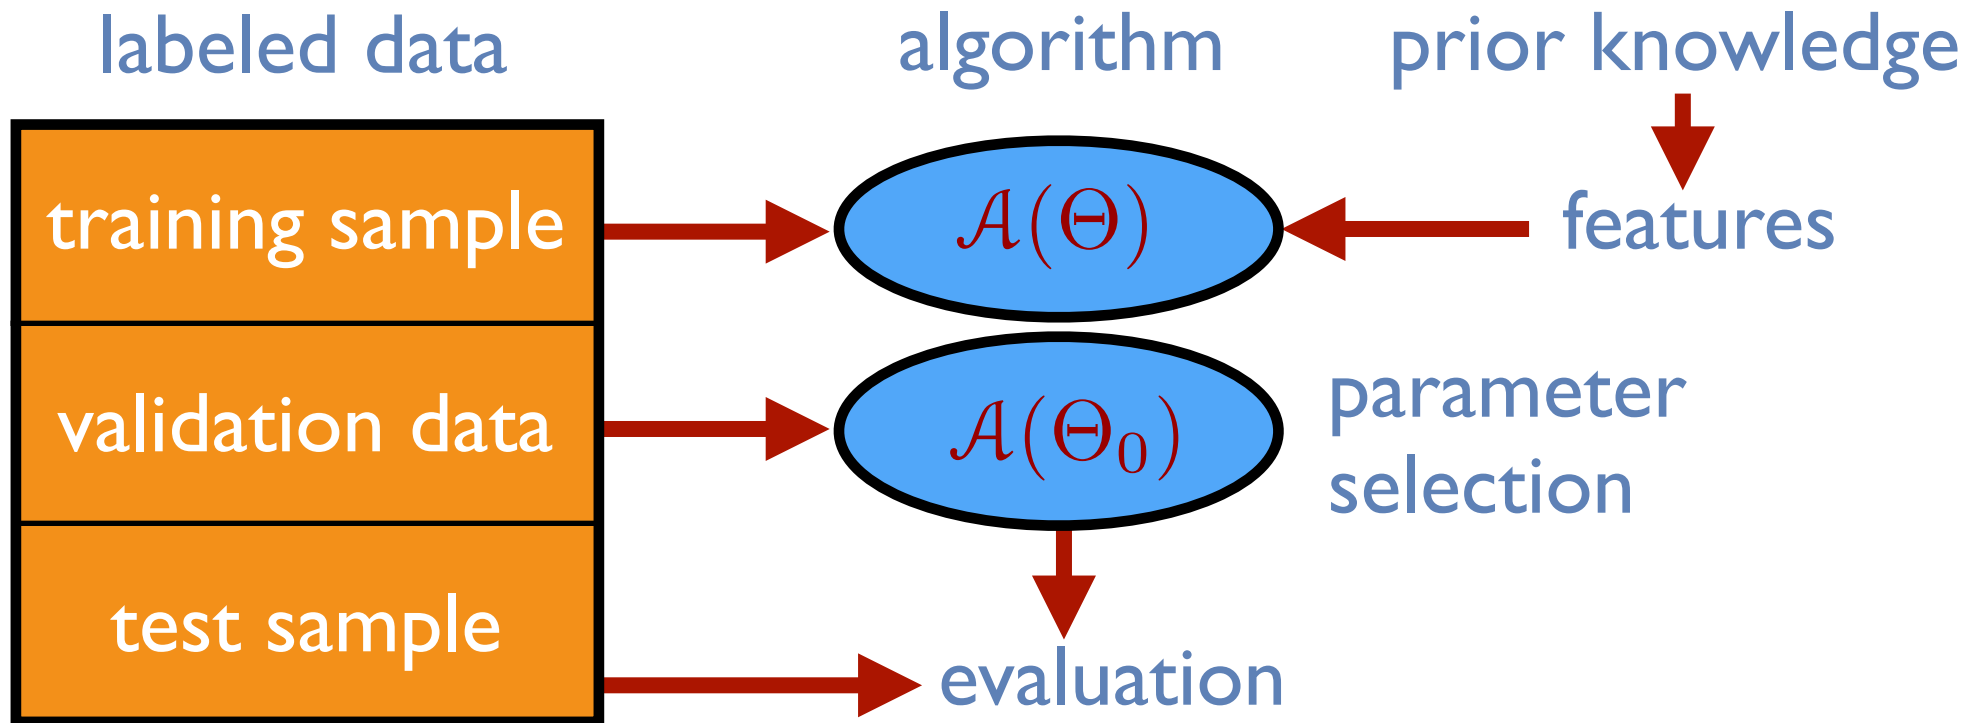 labeled data
algorithm
prior knowledge
training sample
𝒜(Θ)
features
validation data
𝒜(Θ₀)
parameter
selection
test sample
evaluation